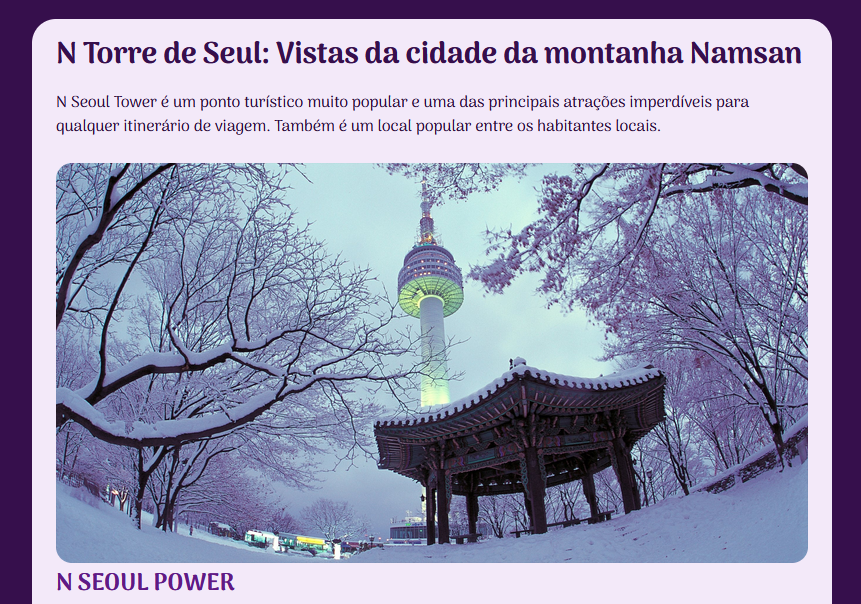 N Torre de Seul: Vistas da cidade da montanha Namsan
N Seoul Tower é um ponto turístico muito popular e uma das principais atrações imperdíveis para
qualquer itinerário de viagem. Também é um local popular entre os habitantes locais.
N SEOUL POWER